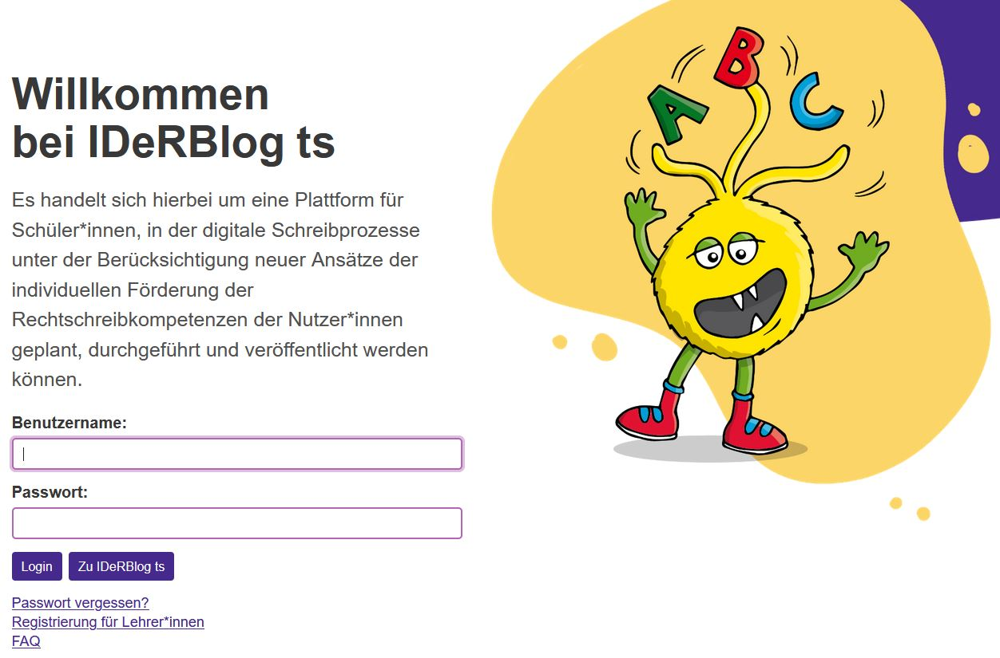 Willkommen
bei IDeRBlog ts
Es handelt sich hierbei um eine Plattform für
Schüler*innen, in der digitale Schreibprozesse
unter der Berücksichtigung neuer Ansätze der
individuellen Förderung der
Rechtschreibkompetenzen der Nutzer*innen
geplant, durchgeführt und veröffentlicht werden
können.
Benutzername:
Passwort:
Login Zu IDeRBlog ts
Passwort vergessen?
Registrierung für Lehrer*innen
FAQ
A B C